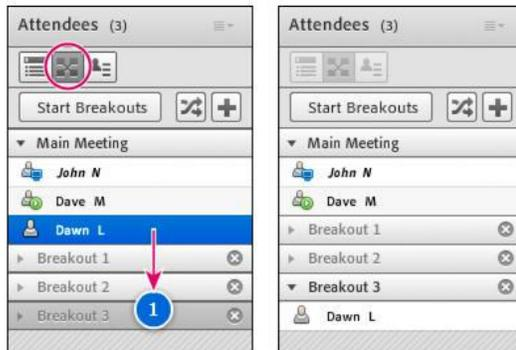 Attendees (3)
Start Breakouts
Main Meeting
John N
Dave M
Dawn L
Breakout 1
Breakout 2
Breakout 3
1
Attendees (3)
Start Breakouts
Main Meeting
John N
Dave M
Breakout 1
Breakout 2
Breakout 3
Dawn L